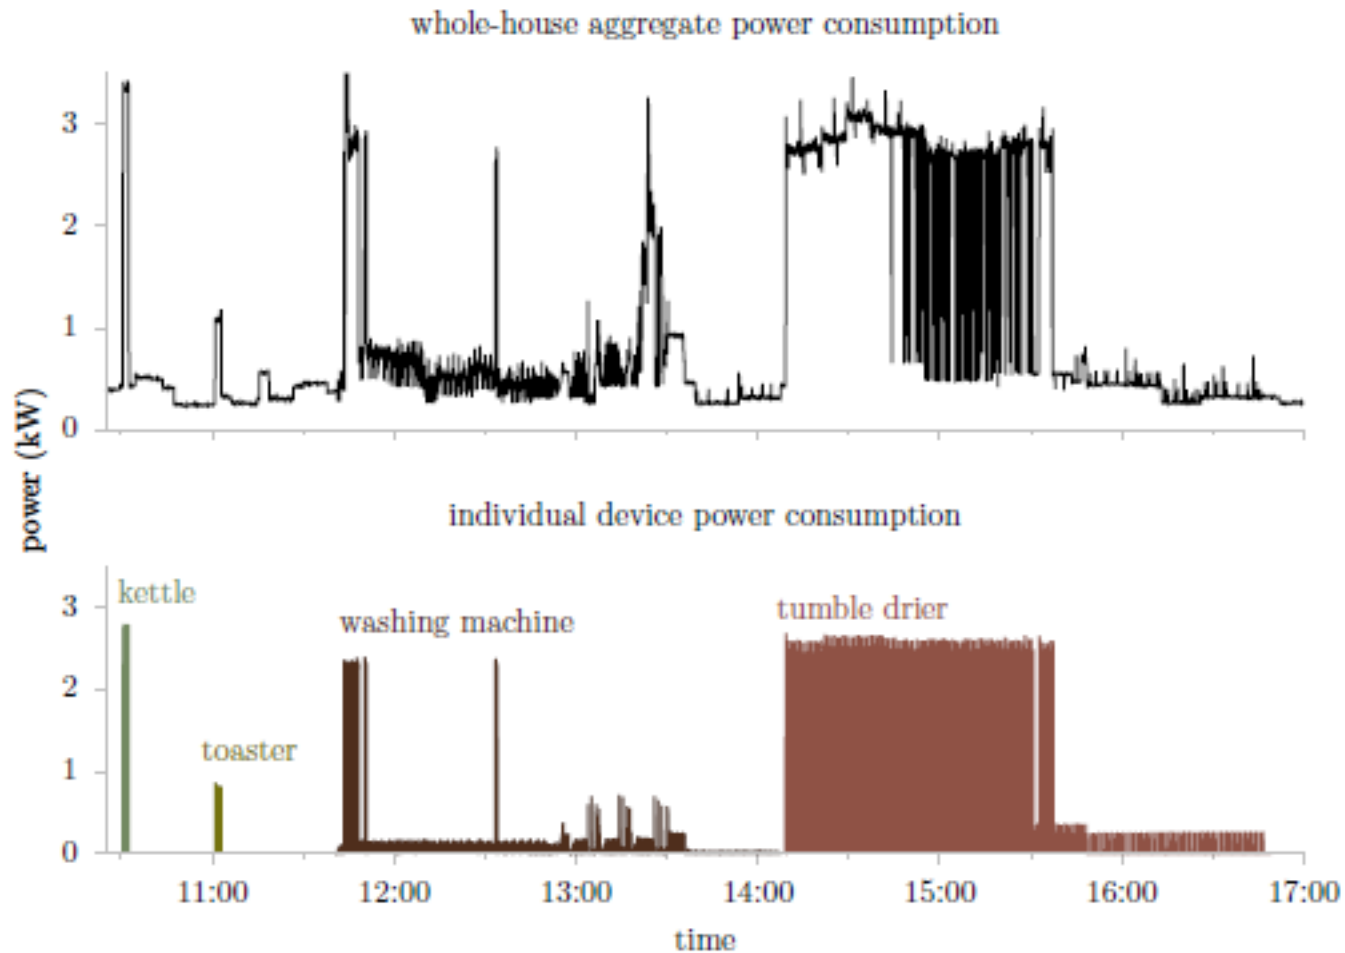 whole-house aggregate power consumption
3
2
1
0
power (kW)
individual device power consumption
kettle
3
washing machine
tumble drier
2
toaster
1
0
11:00 12:00 13:00 14:00 15:00 16:00 17:00
time